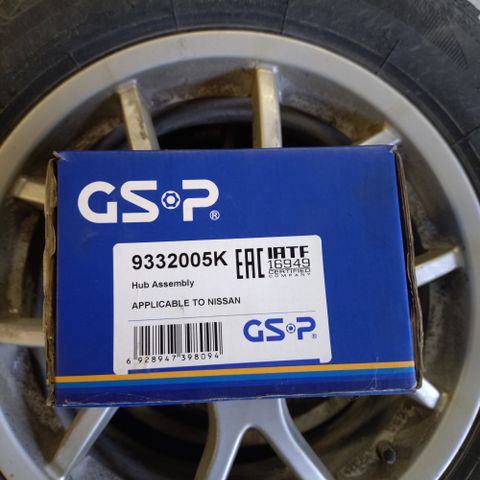 GSP®
9332005K
EAC
IATF
16949
CERTIFIED
COMPANY
Hub Assembly
APPLICABLE TO NISSAN
6 928947 398094
GSP